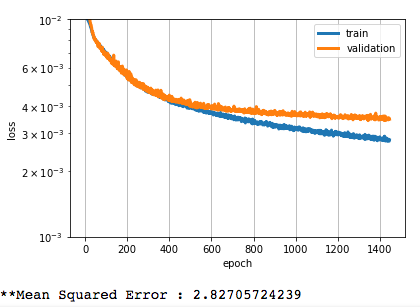 10⁻²
train
validation
6 × 10⁻³
4 × 10⁻³
3 × 10⁻³
2 × 10⁻³
10⁻³
loss
0 200 400 600 800 1000 1200 1400
epoch
**Mean Squared Error : 2.82705724239